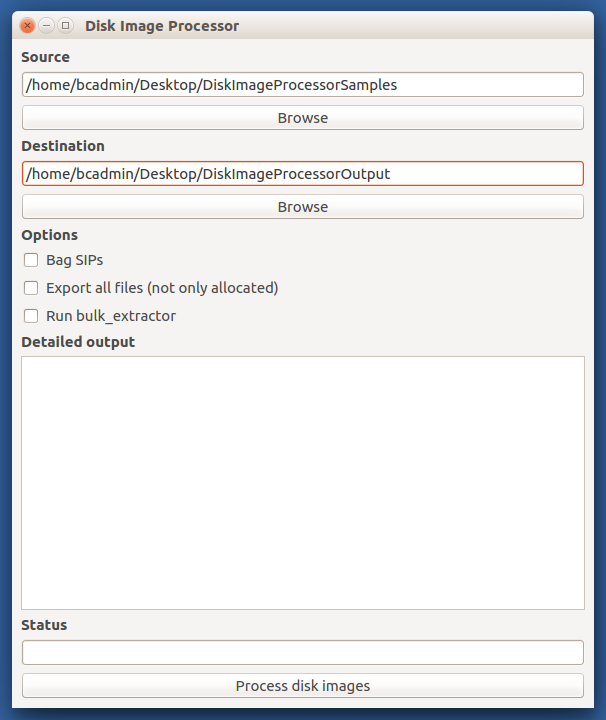 Disk Image Processor
Source
/home/bcadmin/Desktop/DiskImageProcessorSamples
Browse
Destination
/home/bcadmin/Desktop/DiskImageProcessorOutput
Browse
Options
Bag SIPs
Export all files (not only allocated)
Run bulk_extractor
Detailed output
Status
Process disk images